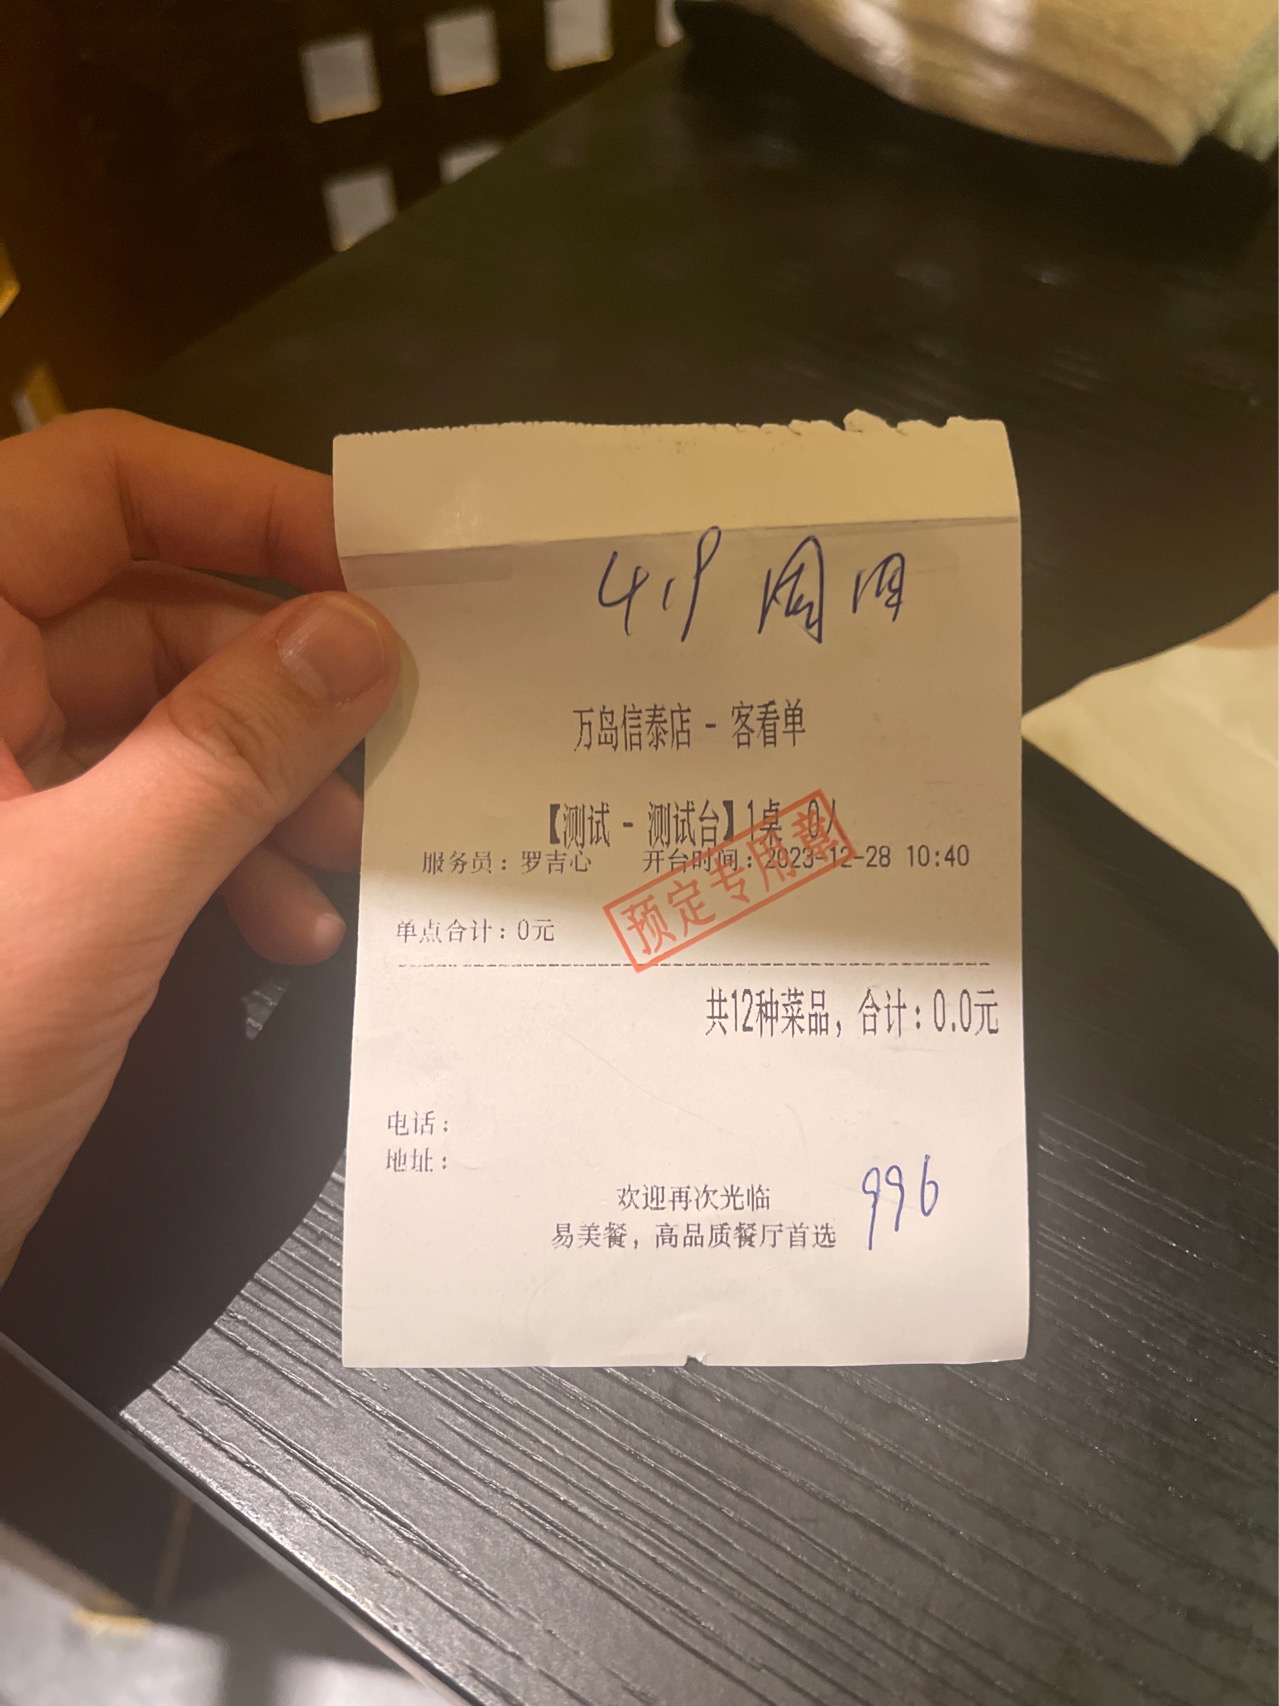 419 周四
万岛信泰店 - 客看单
【测试 - 测试台】1桌 0人
服务员：罗吉心 开台时间：2023-12-28 10:40
预定专用章
单点合计：0元
共12种菜品，合计：0.0元
电话：
地址：
欢迎再次光临
996
易美餐，高品质餐厅首选